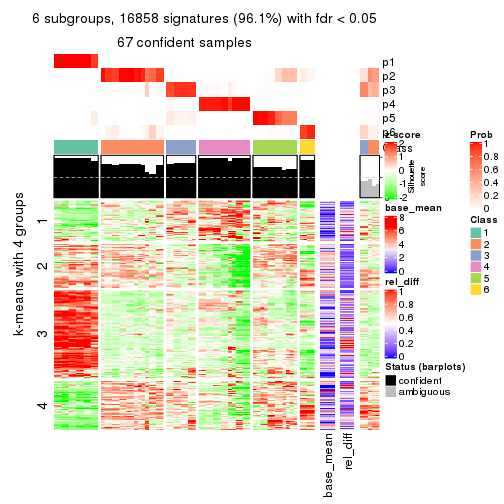 6 subgroups, 16858 signatures (96.1%) with fdr < 0.05
67 confident samples
p1
p2
p3
p4
p5
p6
Class
Silhouette
score
k-means with 4 groups
1
2
3
4
base_mean
rel_diff
z-score
2
1
0
-1
-2
base_mean
8
6
4
2
0
rel_diff
1
0.8
0.6
0.4
0.2
0
Status (barplots)
confident
ambiguous
Prob
1
0.8
0.6
0.4
0.2
0
Class
1
2
3
4
5
6